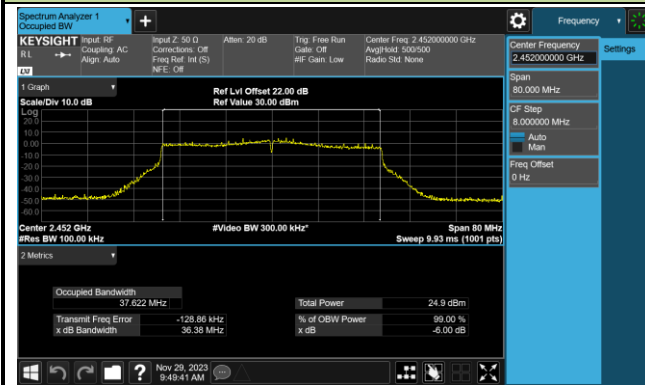 Spectrum Analyzer 1
Occupied BW
Frequency
KEYSIGHT
R L
LXI
Input: RF
Coupling: AC
Align: Auto
Input Z: 50 Ω
Corrections: Off
Freq Ref: Int (S)
NFE: Off
Atten: 20 dB
Trig: Free Run
Gate: Off
#IF Gain: Low
Center Freq: 2.452000000 GHz
Avg|Hold: 500/500
Radio Std: None
Center Frequency
2.452000000 GHz
Settings
Span
80.000 MHz
CF Step
8.000000 MHz
Auto
Man
Freq Offset
0 Hz
1 Graph
Scale/Div 10.0 dB
Ref Lvl Offset 22.00 dB
Ref Value 30.00 dBm
Log
20.0
10.0
0.00
-10.0
-20.0
-30.0
-40.0
-50.0
-60.0
Center 2.452 GHz
#Res BW 100.00 kHz
#Video BW 300.00 kHz*
Span 80 MHz
Sweep 9.93 ms (1001 pts)
2 Metrics
Occupied Bandwidth
37.622 MHz
Total Power 24.9 dBm
Transmit Freq Error -128.86 kHz
% of OBW Power 99.00 %
x dB Bandwidth 36.38 MHz
x dB -6.00 dB
?
Nov 29, 2023
9:49:41 AM